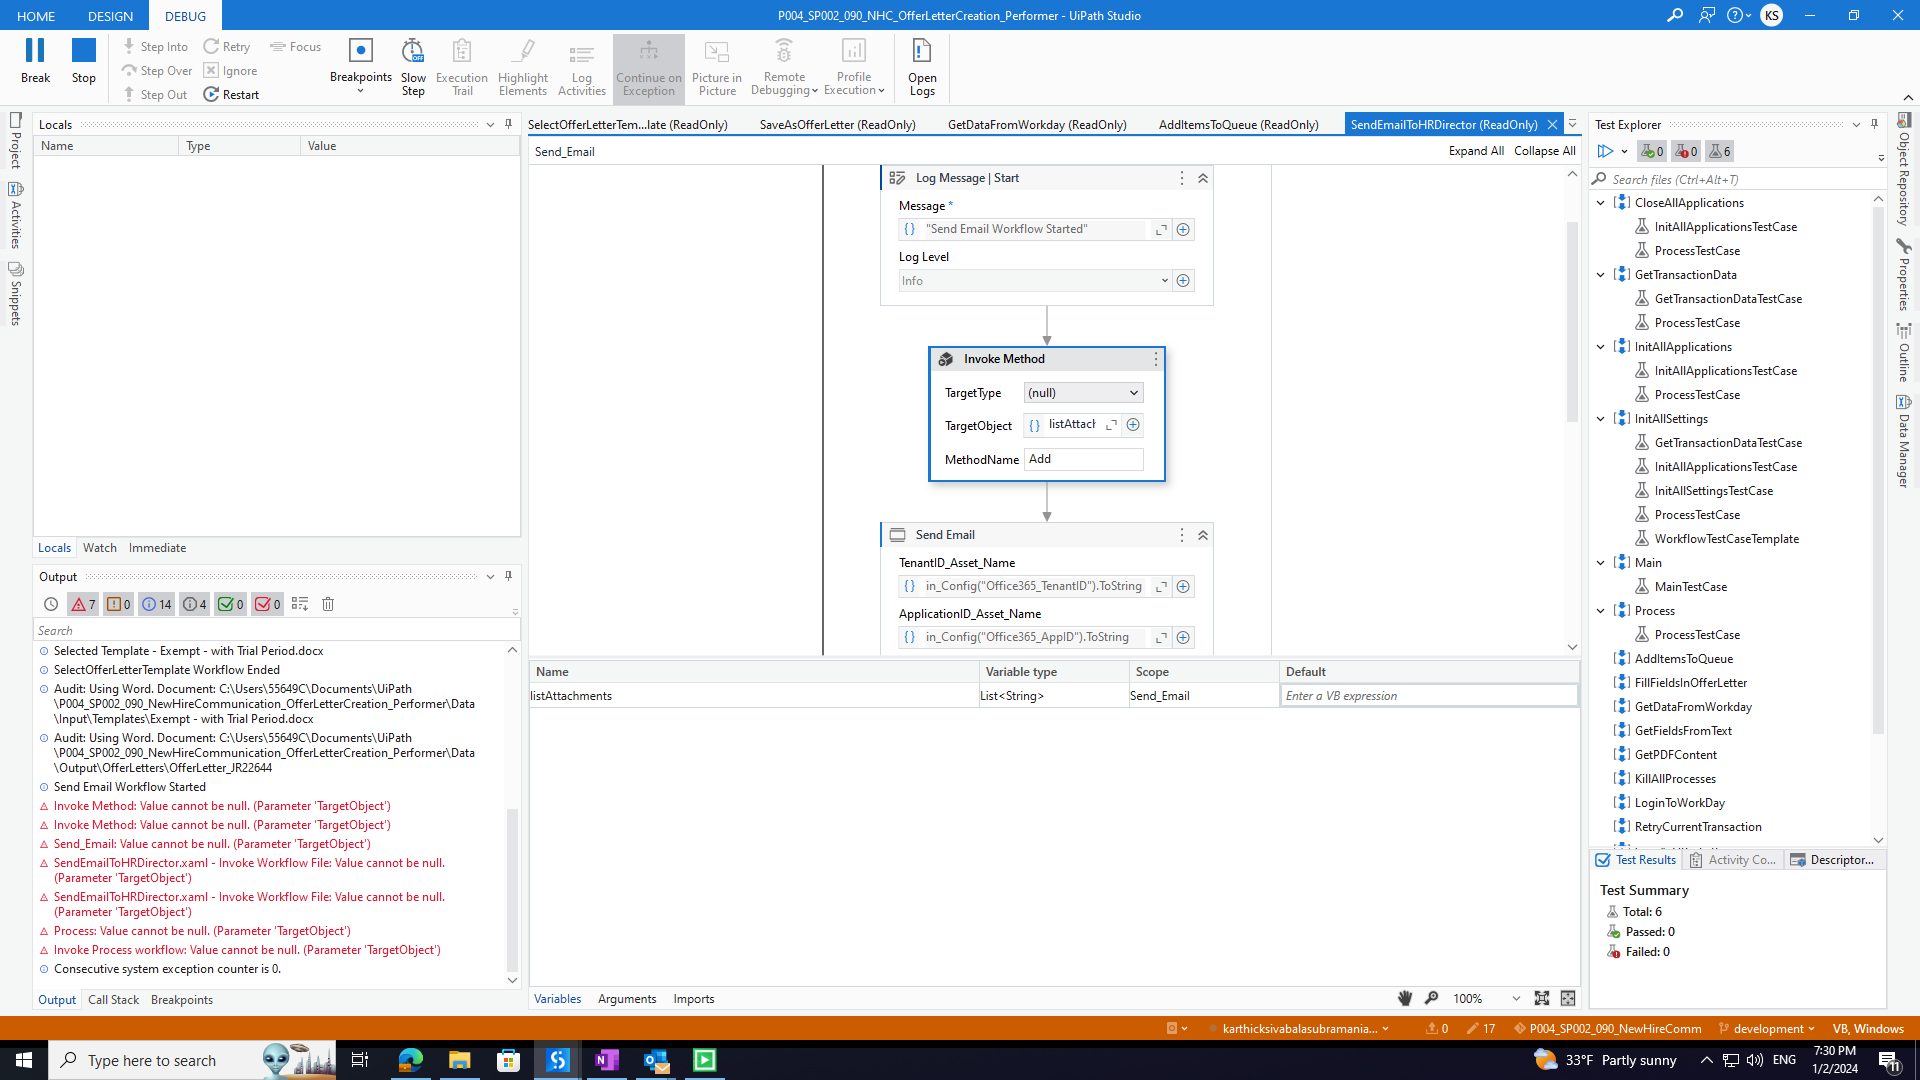 HOME DESIGN DEBUG
P004_SP002_090_NHC_OfferLetterCreation_Performer - UiPath Studio
KS
Break
Stop
Step Into
Step Over
Step Out
Retry
Ignore
Restart
Focus
Breakpoints
Slow Step
Execution Trail
Highlight Elements
Log Activities
Continue on Exception
Picture in Picture
Remote Debugging
Profile Execution
Open Logs
Project
Activities
Snippets
Locals
Name Type Value
Locals Watch Immediate
Output
7 0 14 4 0 0
Search
Selected Template - Exempt - with Trial Period.docx
SelectOfferLetterTemplate Workflow Ended
Audit: Using Word. Document: C:\Users\55649C\Documents\UiPath
\P004_SP002_090_NewHireCommunication_OfferLetterCreation_Performer\Data
\Input\Templates\Exempt - with Trial Period.docx
Audit: Using Word. Document: C:\Users\55649C\Documents\UiPath
\P004_SP002_090_NewHireCommunication_OfferLetterCreation_Performer\Data
\Output\OfferLetters\OfferLetter_JR22644
Send Email Workflow Started
Invoke Method: Value cannot be null. (Parameter 'TargetObject')
Invoke Method: Value cannot be null. (Parameter 'TargetObject')
Send_Email: Value cannot be null. (Parameter 'TargetObject')
SendEmailToHRDirector.xaml - Invoke Workflow File: Value cannot be null.
(Parameter 'TargetObject')
SendEmailToHRDirector.xaml - Invoke Workflow File: Value cannot be null.
(Parameter 'TargetObject')
Process: Value cannot be null. (Parameter 'TargetObject')
Invoke Process workflow: Value cannot be null. (Parameter 'TargetObject')
Consecutive system exception counter is 0.
Output Call Stack Breakpoints
SelectOfferLetterTem...late (ReadOnly)
SaveAsOfferLetter (ReadOnly)
GetDataFromWorkday (ReadOnly)
AddItemsToQueue (ReadOnly)
SendEmailToHRDirector (ReadOnly)
Send_Email
Expand All Collapse All
Log Message | Start
Message *
"Send Email Workflow Started"
Log Level
Info
Invoke Method
TargetType (null)
TargetObject listAttach
MethodName Add
Send Email
TenantID_Asset_Name
in_Config("Office365_TenantID").ToString
ApplicationID_Asset_Name
in_Config("Office365_AppID").ToString
Name Variable type Scope Default
listAttachments List<String> Send_Email Enter a VB expression
Variables Arguments Imports
100%
Test Explorer
0 0 6
Search files (Ctrl+Alt+T)
CloseAllApplications
InitAllApplicationsTestCase
ProcessTestCase
GetTransactionData
GetTransactionDataTestCase
ProcessTestCase
InitAllApplications
InitAllApplicationsTestCase
ProcessTestCase
InitAllSettings
GetTransactionDataTestCase
InitAllApplicationsTestCase
InitAllSettingsTestCase
ProcessTestCase
WorkflowTestCaseTemplate
Main
MainTestCase
Process
ProcessTestCase
AddItemsToQueue
FillFieldsInOfferLetter
GetDataFromWorkday
GetFieldsFromText
GetPDFContent
KillAllProcesses
LoginToWorkDay
RetryCurrentTransaction
Test Results Activity Co... Descriptor...
Test Summary
Total: 6
Passed: 0
Failed: 0
Object Repository
Properties
Outline
Data Manager
karthicksivabalasubramania... 0 17 P004_SP002_090_NewHireComm development VB, Windows
Type here to search
33°F Partly sunny
ENG
7:30 PM
1/2/2024
11